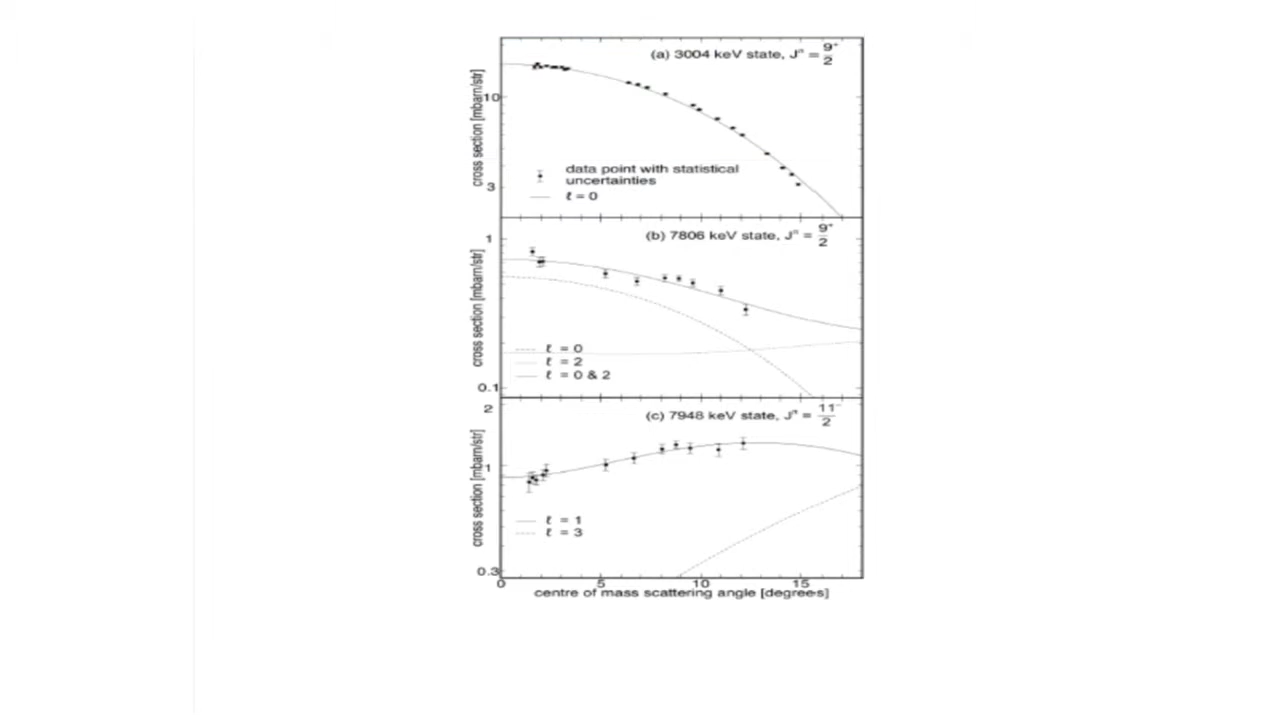 (a) 3004 keV state, Jπ = 9+/2
cross section [mbarn/str]
10
data point with statistical
uncertainties
3
ℓ = 0
(b) 7806 keV state, Jπ = 9+/2
1
cross section [mbarn/str]
ℓ = 0
ℓ = 2
ℓ = 0 & 2
0.1
(c) 7948 keV state, Jπ = 11-/2
2
cross section [mbarn/str]
1
ℓ = 1
ℓ = 3
0.3
0 5 10 15
centre of mass scattering angle [degrees]